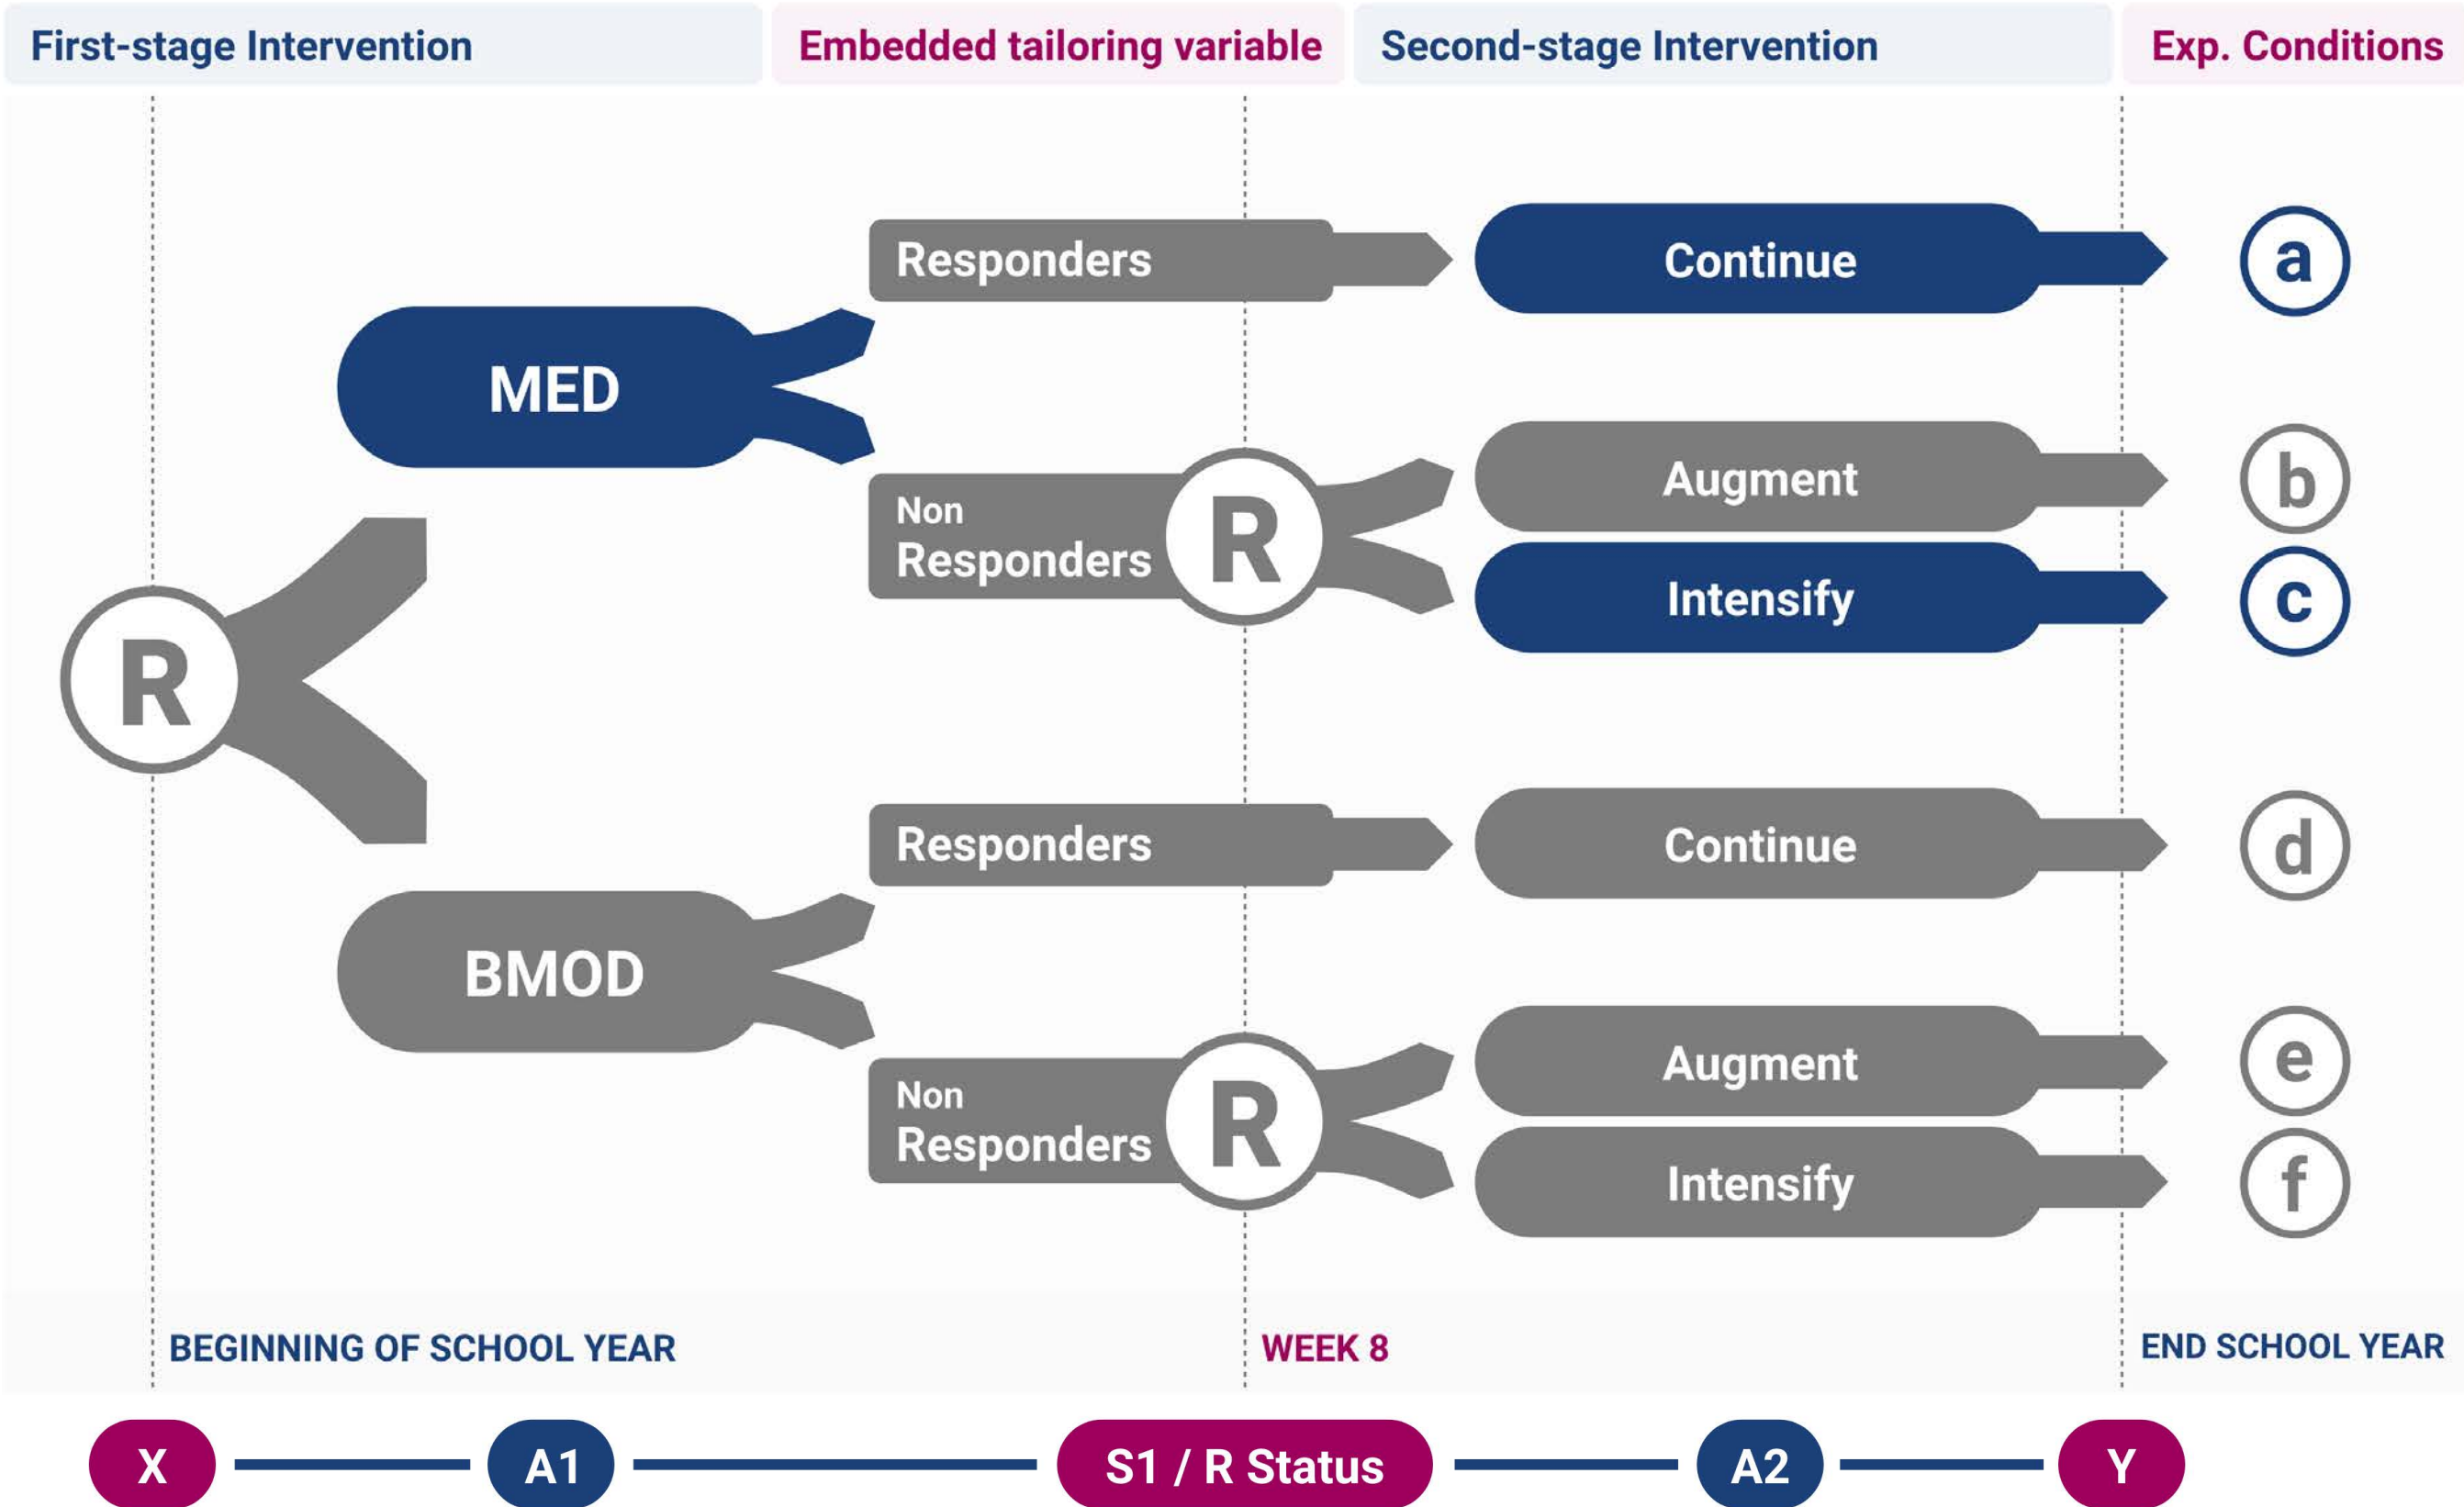 First-stage Intervention
Embedded tailoring variable
Second-stage Intervention
Exp. Conditions
Responders
Continue
a
MED
Non
Responders
R
Augment
b
Intensify
c
R
Responders
Continue
d
BMOD
Non
Responders
R
Augment
e
Intensify
f
BEGINNING OF SCHOOL YEAR
WEEK 8
END SCHOOL YEAR
X
A1
S1 / R Status
A2
Y